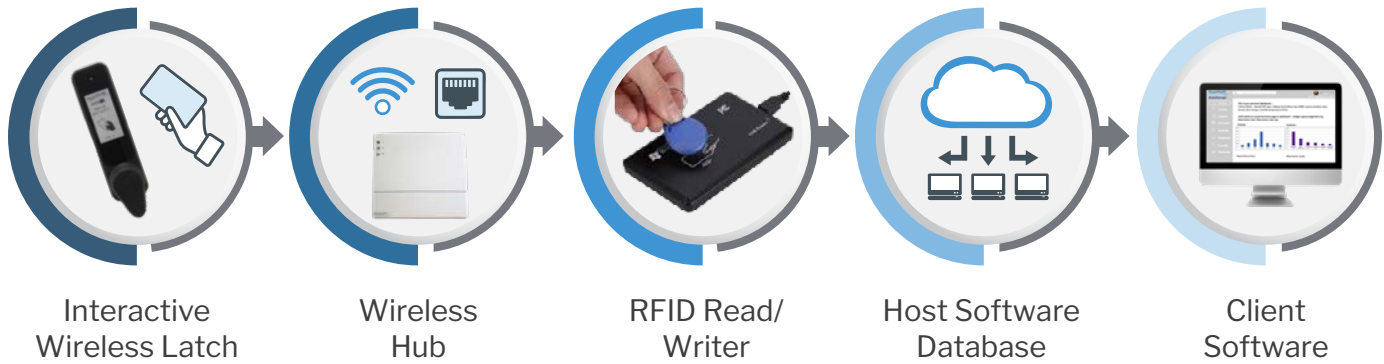 Interactive
Wireless Latch
Wireless
Hub
RFID Read/
Writer
Host Software
Database
Client
Software